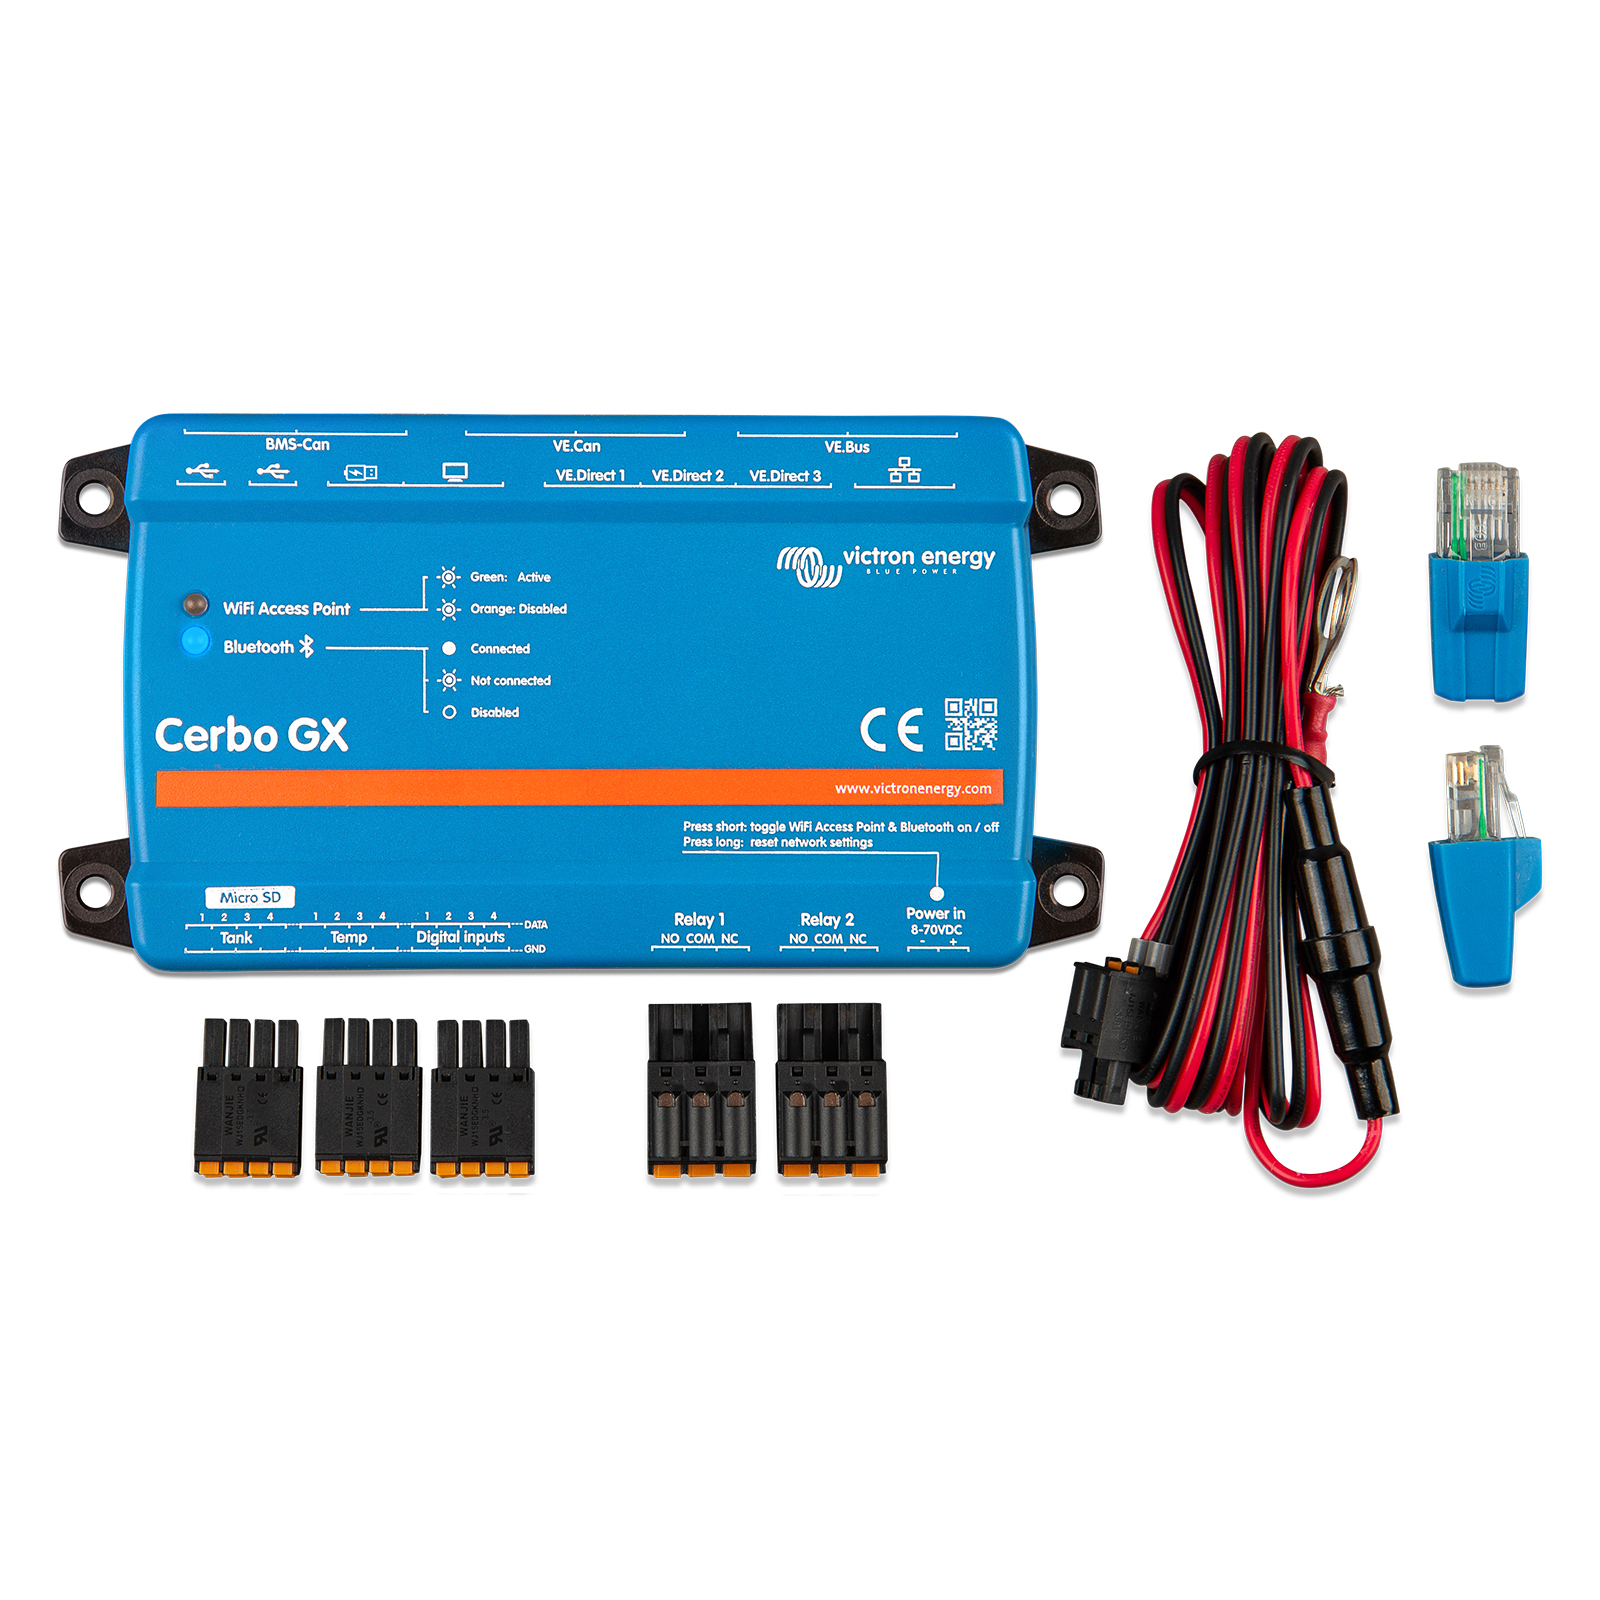 BMS-Can VE.Can VE.Bus
VE.Direct 1 VE.Direct 2 VE.Direct 3
victron energy
BLUE POWER
WiFi Access Point
Green: Active
Orange: Disabled
Bluetooth
Connected
Not connected
Disabled
Cerbo GX
CE
www.victronenergy.com
Press short: toggle WiFi Access Point & Bluetooth on / off
Press long: reset network settings
Micro SD
1 2 3 4 1 2 3 4 1 2 3 4 DATA
Tank Temp Digital inputs
GND
Relay 1
NO COM NC
Relay 2
NO COM NC
Power in
8-70VDC
- +
WANJIE
WJ15EDGKNHD
WANJIE
WJ15EDGKNHD
WANJIE
WJ15EDGKNHD